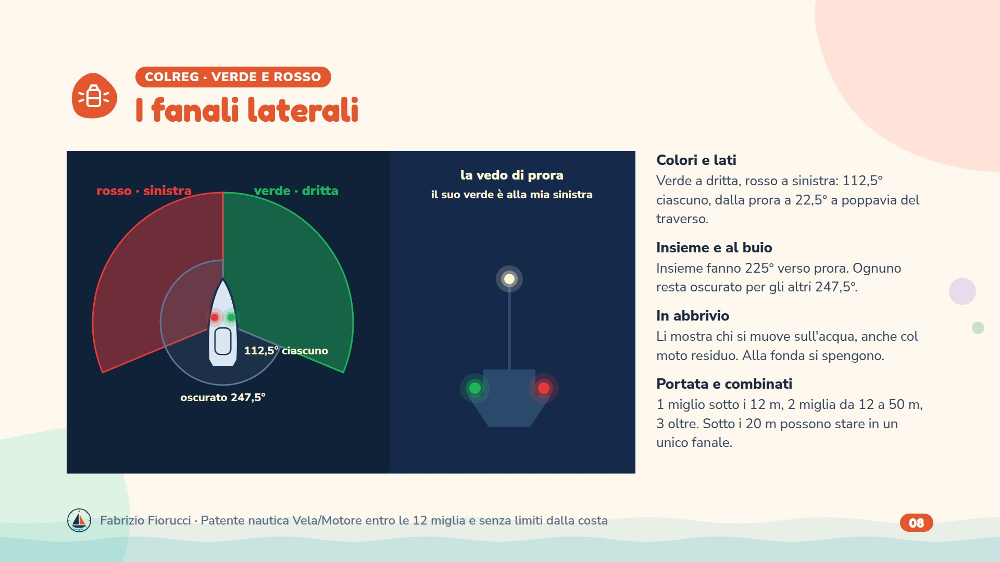 COLREG · VERDE E ROSSO
I fanali laterali
rosso · sinistra
verde · dritta
112,5° ciascuno
oscurato 247,5°
la vedo di prora
il suo verde è alla mia sinistra
Colori e lati
Verde a dritta, rosso a sinistra: 112,5°
ciascuno, dalla prora a 22,5° a poppavia del
traverso.
Insieme e al buio
Insieme fanno 225° verso prora. Ognuno
resta oscurato per gli altri 247,5°.
In abbrivio
Li mostra chi si muove sull'acqua, anche col
moto residuo. Alla fonda si spengono.
Portata e combinati
1 miglio sotto i 12 m, 2 miglia da 12 a 50 m,
3 oltre. Sotto i 20 m possono stare in un
unico fanale.
Fabrizio Fiorucci · Patente nautica Vela/Motore entro le 12 miglia e senza limiti dalla costa
08